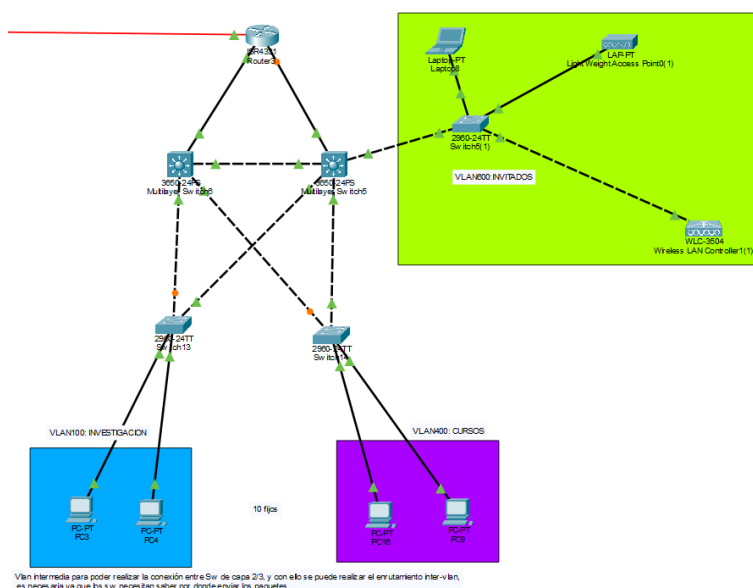 ISR4331
Router3
Laptop-PT
Laptop8
LAP-PT
Light Weight Access Point0(1)
2960-24TT
Switch5(1)
3650-24PS
Multilayer Switch6
3650-24PS
Multilayer Switch5
VLAN600:INVITADOS
WLC-3504
Wireless LAN Controller1(1)
2960-24TT
Switch13
2960-24TT
Switch14
VLAN100: INVESTIGACION
VLAN400: CURSOS
10 fijos
PC-PT
PC3
PC-PT
PC4
PC-PT
PC16
PC-PT
Vlan intermedia para poder realizar la conexión entre Sw de capa 2/3, y con ello se puede realizar el enrutamiento inter-vlan,
es necesaria ya que los sw necesitan saber por donde enviar los paquetes